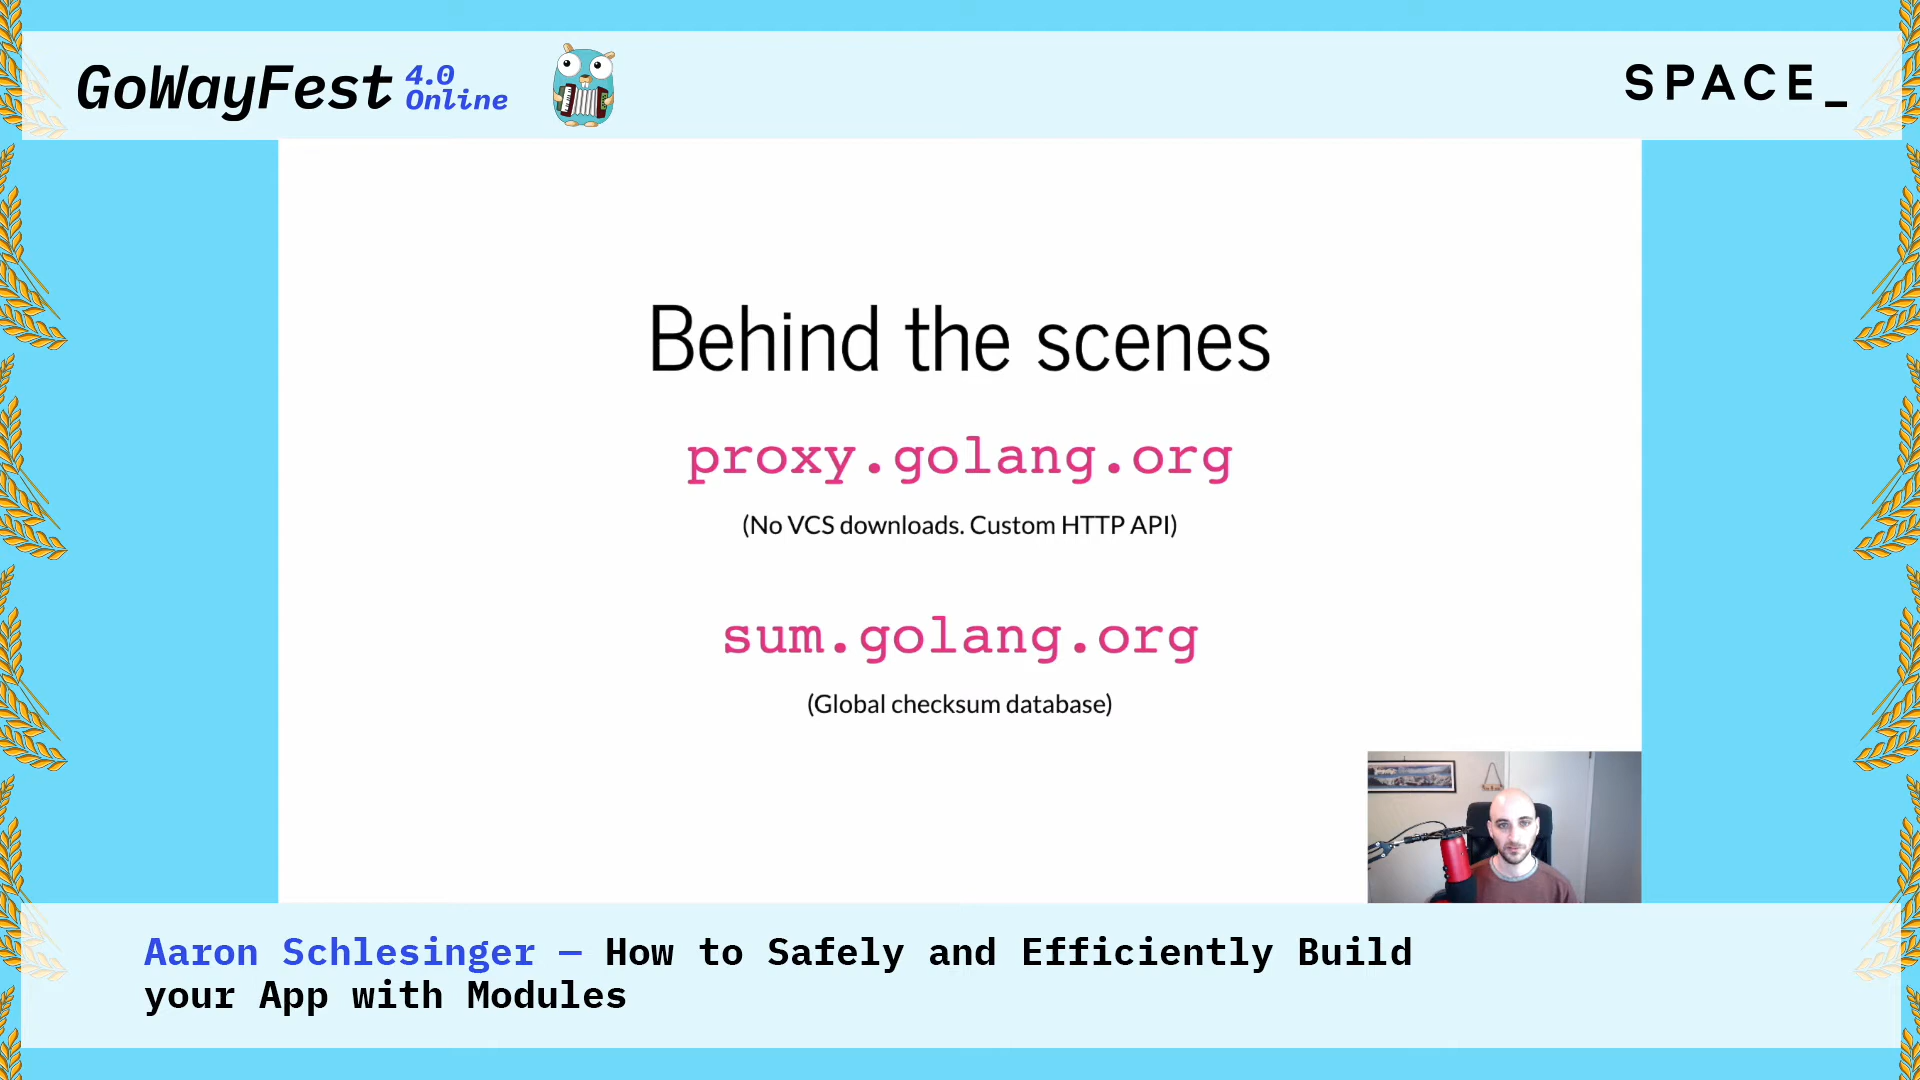 GoWayFest 4.0
Online
SPACE_
Behind the scenes
proxy.golang.org
(No VCS downloads. Custom HTTP API)
sum.golang.org
(Global checksum database)
Aaron Schlesinger — How to Safely and Efficiently Build
your App with Modules